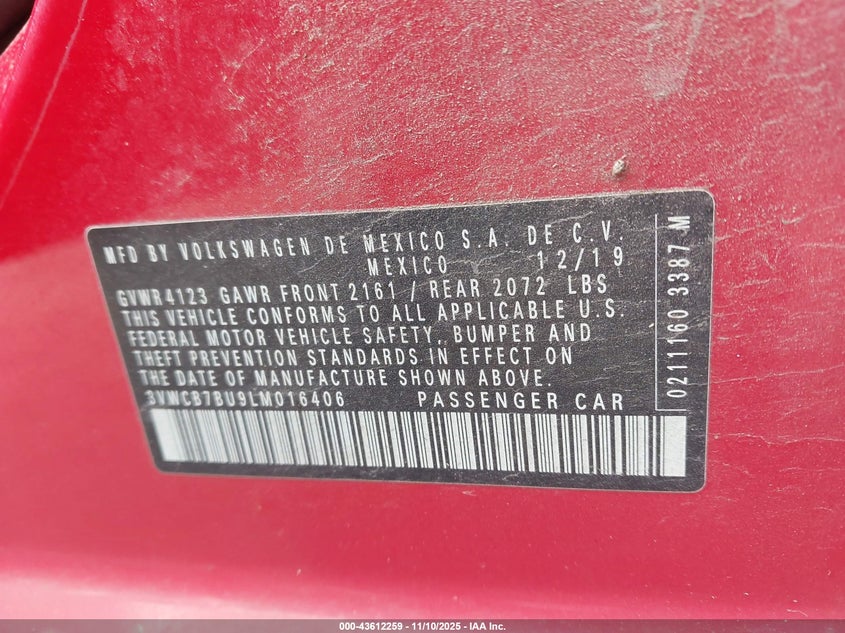 MFD BY VOLKSWAGEN DE MEXICO S.A. DE C.V.
MEXICO 12/19
GVWR 4123 GAWR FRONT 2161 / REAR 2072 LBS
THIS VEHICLE CONFORMS TO ALL APPLICABLE U.S.
FEDERAL MOTOR VEHICLE SAFETY, BUMPER AND
THEFT PREVENTION STANDARDS IN EFFECT ON
THE DATE OF MANUFACTURE SHOWN ABOVE.
3VWCB7BU9LM016406 PASSENGER CAR
0211160 3387 M
000-43612259 - 11/10/2025 - IAA Inc.